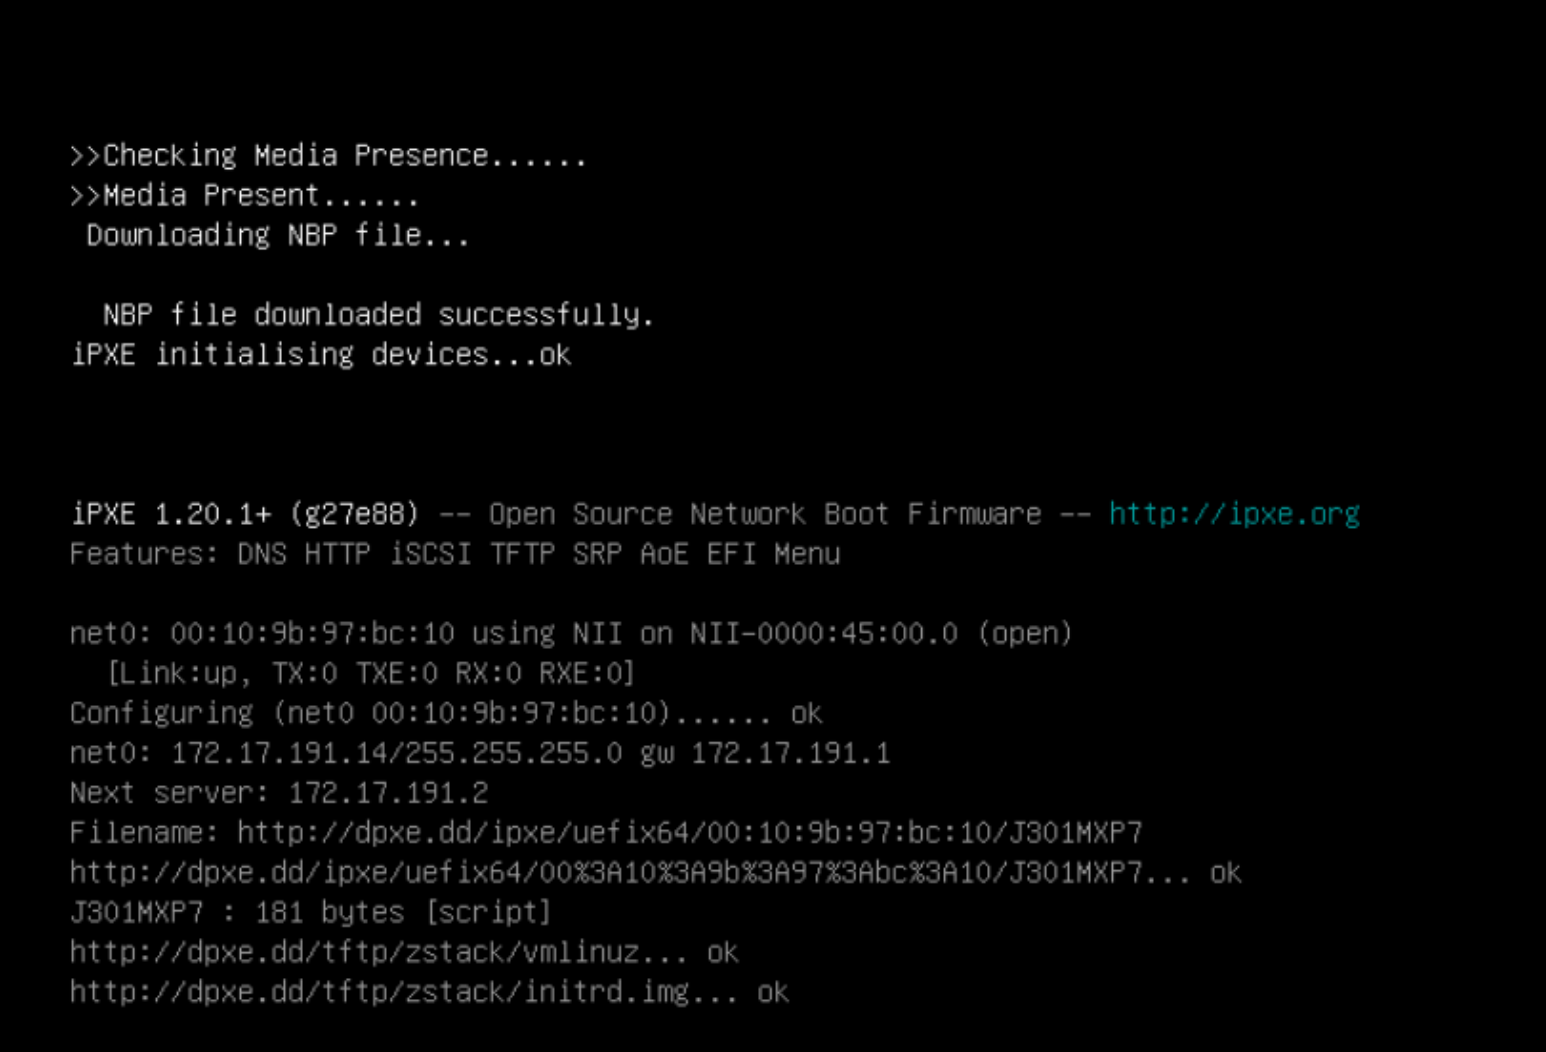 >>Checking Media Presence......
>>Media Present......
Downloading NBP file...
NBP file downloaded successfully.
iPXE initialising devices...ok
iPXE 1.20.1+ (g27e88) -- Open Source Network Boot Firmware -- http://ipxe.org
Features: DNS HTTP iSCSI TFTP SRP AoE EFI Menu
net0: 00:10:9b:97:bc:10 using NII on NII-0000:45:00.0 (open)
[Link:up, TX:0 TXE:0 RX:0 RXE:0]
Configuring (net0 00:10:9b:97:bc:10)...... ok
net0: 172.17.191.14/255.255.255.0 gw 172.17.191.1
Next server: 172.17.191.2
Filename: http://dpxe.dd/ipxe/uefix64/00:10:9b:97:bc:10/J301MXP7
http://dpxe.dd/ipxe/uefix64/00%3A10%3A9b%3A97%3Abc%3A10/J301MXP7... ok
J301MXP7 : 181 bytes [script]
http://dpxe.dd/tftp/zstack/vmlinuz... ok
http://dpxe.dd/tftp/zstack/initrd.img... ok